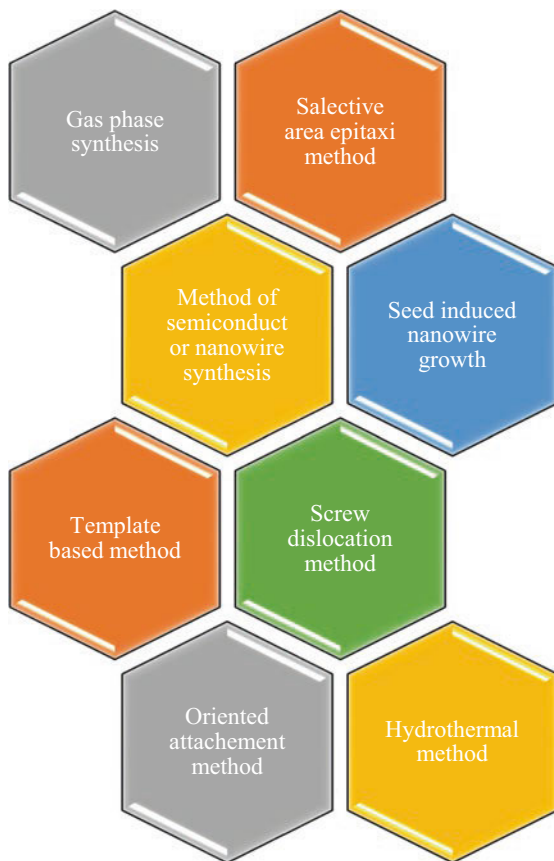 Gas phase
synthesis
Salective
area epitaxi
method
Method of
semiconduct
or nanowire
synthesis
Seed induced
nanowire
growth
Template
based method
Screw
dislocation
method
Oriented
attachement
method
Hydrothermal
method